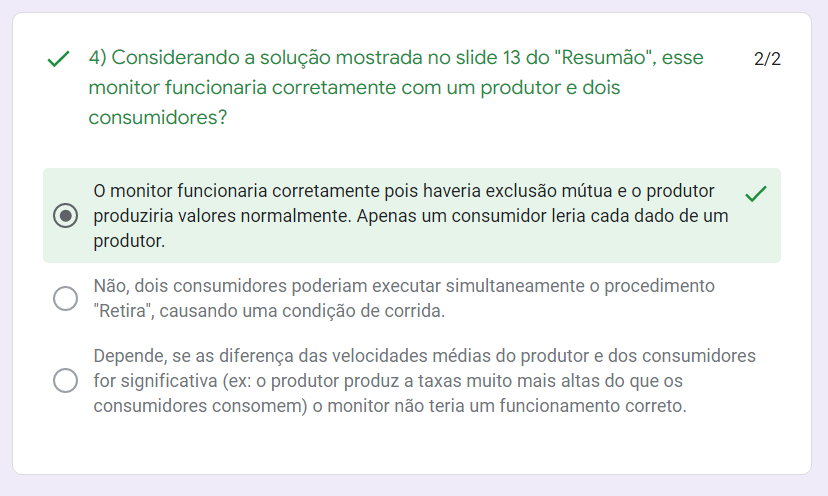 4) Considerando a solução mostrada no slide 13 do "Resumão", esse
2/2
monitor funcionaria corretamente com um produtor e dois
consumidores?
O monitor funcionaria corretamente pois haveria exclusão mútua e o produtor
produziria valores normalmente. Apenas um consumidor leria cada dado de um
produtor.
Não, dois consumidores poderiam executar simultaneamente o procedimento
"Retira", causando uma condição de corrida.
Depende, se as diferença das velocidades médias do produtor e dos consumidores
for significativa (ex: o produtor produz a taxas muito mais altas do que os
consumidores consomem) o monitor não teria um funcionamento correto.